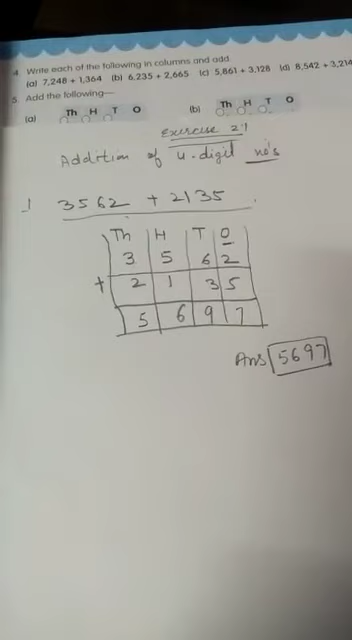 4. Write each of the following in columns and add
(a) 7,248 + 1,364 (b) 6,235 + 2,665 (c) 5,861 + 3,128 (d) 8,542 + 3,214
5. Add the following—
(a) Th H T O (b) Th H T O
Exercise 21
Addition of 4-digit no's
1 3562 + 2135
Th H T O
3 5 6 2
+ 2 1 3 5
5 6 9 7
Ans 5697